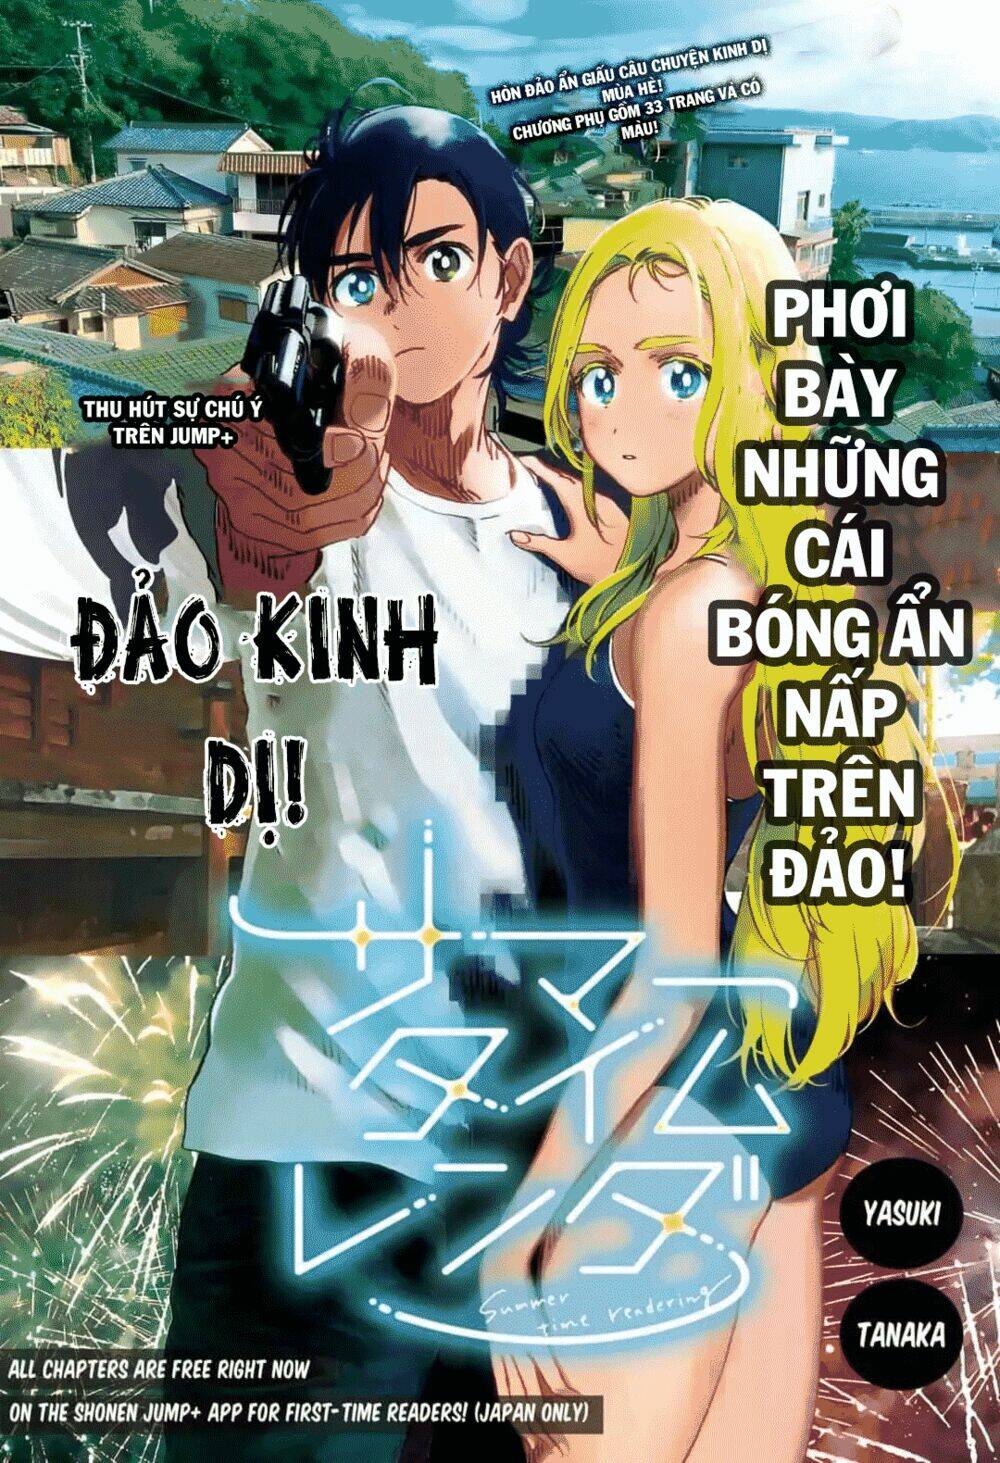 HÒN ĐẢO ẨN GIẤU CÂU CHUYỆN KINH DỊ
MÙA HÈ!
CHƯƠNG PHỤ GỒM 33 TRANG VÀ CÓ
MÀU!
PHƠI
BÀY
NHỮNG
CÁI
BÓNG ẨN
NẤP
TRÊN
ĐẢO!
THU HÚT SỰ CHÚ Ý
TRÊN JUMP+
ĐẢO KINH
DỊ!
サマー
タイム
レンダ
Summer
time rendering
YASUKI
TANAKA
ALL CHAPTERS ARE FREE RIGHT NOW
ON THE SHONEN JUMP+ APP FOR FIRST-TIME READERS! (JAPAN ONLY)